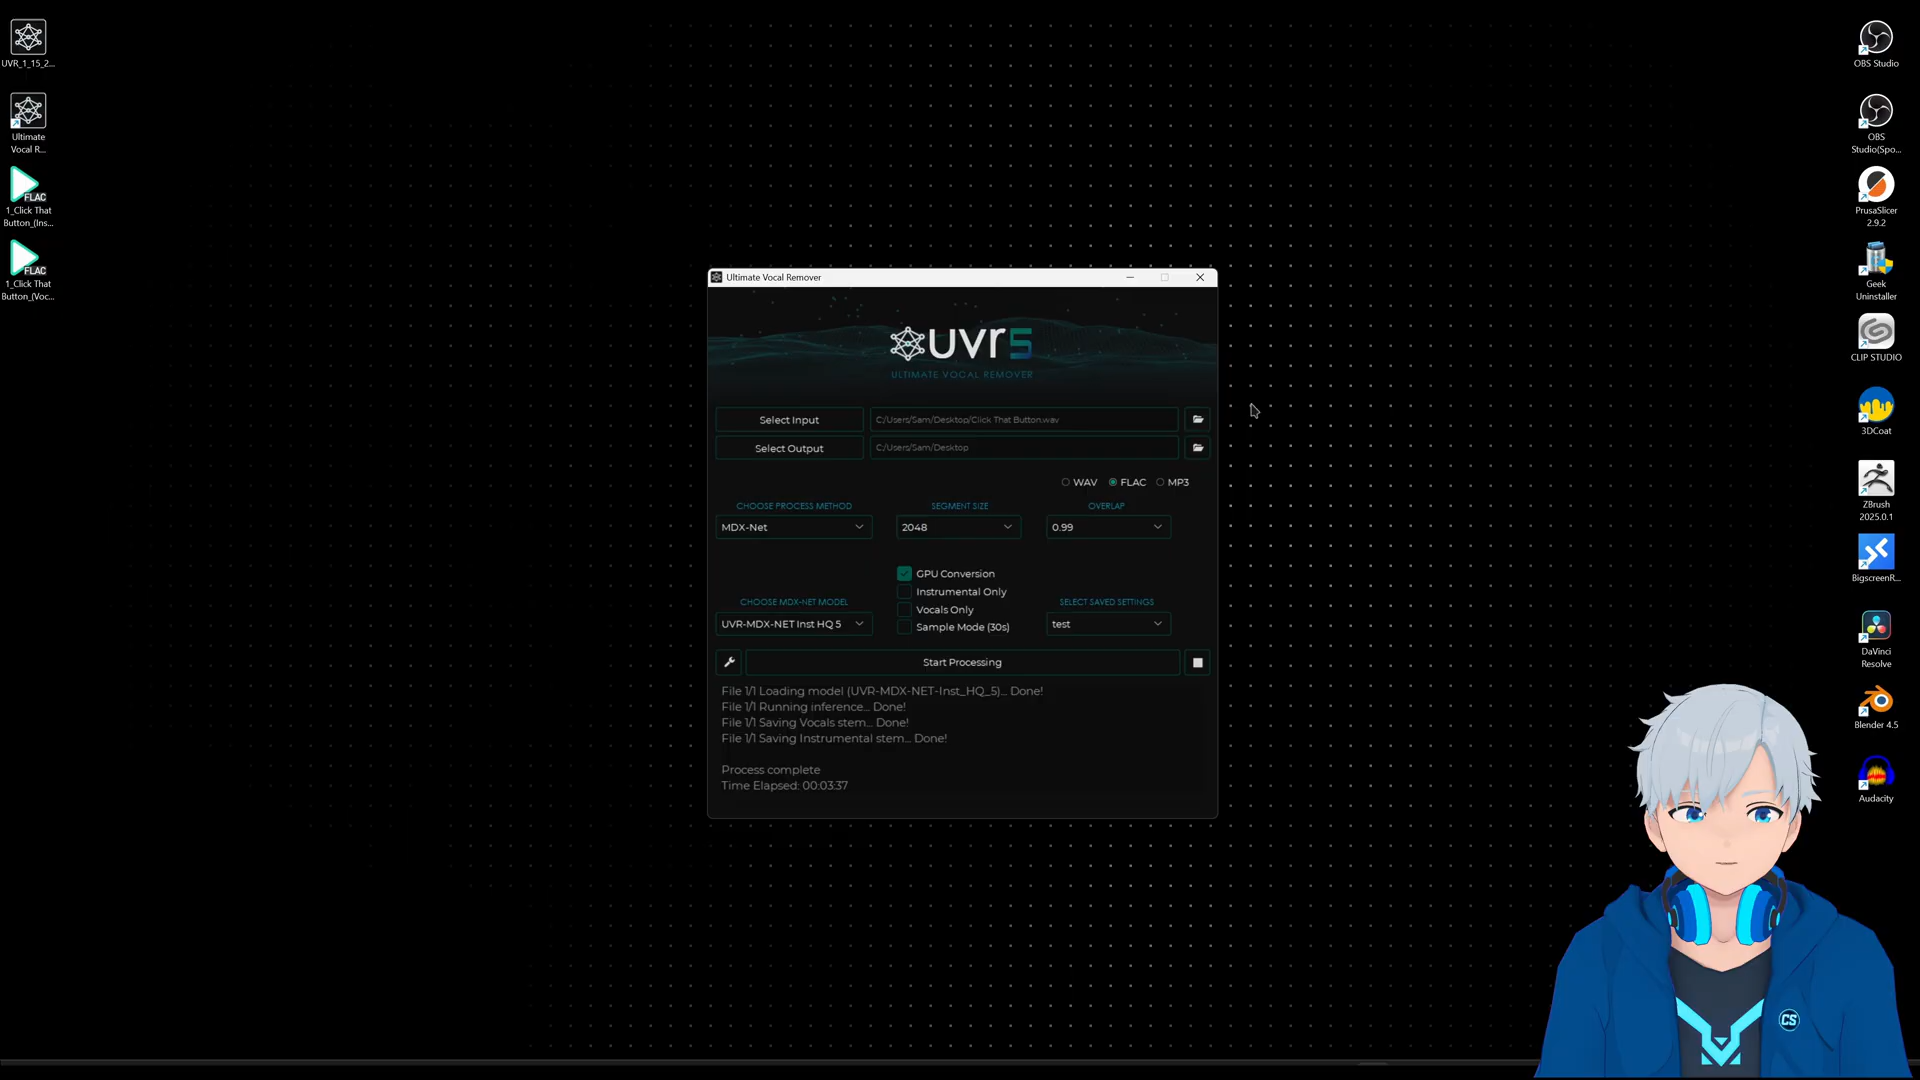 UVR_1_15_2...
Ultimate
Vocal R...
FLAC
1_Click That
Button_(Ins...
FLAC
1_Click That
Button_(Voc...
Ultimate Vocal Remover
uvr5
ULTIMATE VOCAL REMOVER
Select Input
C:/Users/Sam/Desktop/Click That Button.wav
Select Output
C:/Users/Sam/Desktop
WAV FLAC MP3
CHOOSE PROCESS METHOD
SEGMENT SIZE
OVERLAP
MDX-Net
2048
0.99
GPU Conversion
Instrumental Only
Vocals Only
Sample Mode (30s)
CHOOSE MDX-NET MODEL
UVR-MDX-NET Inst HQ 5
SELECT SAVED SETTINGS
test
Start Processing
File 1/1 Loading model (UVR-MDX-NET-Inst_HQ_5)... Done!
File 1/1 Running inference... Done!
File 1/1 Saving Vocals stem... Done!
File 1/1 Saving Instrumental stem... Done!
Process complete
Time Elapsed: 00:03:37
OBS Studio
OBS
Studio(Spo...
PrusaSlicer
2.9.2
Geek
Uninstaller
CLIP STUDIO
3DCoat
ZBrush
2025.0.1
BigscreenR...
DaVinci
Resolve
Blender 4.5
Audacity
CS